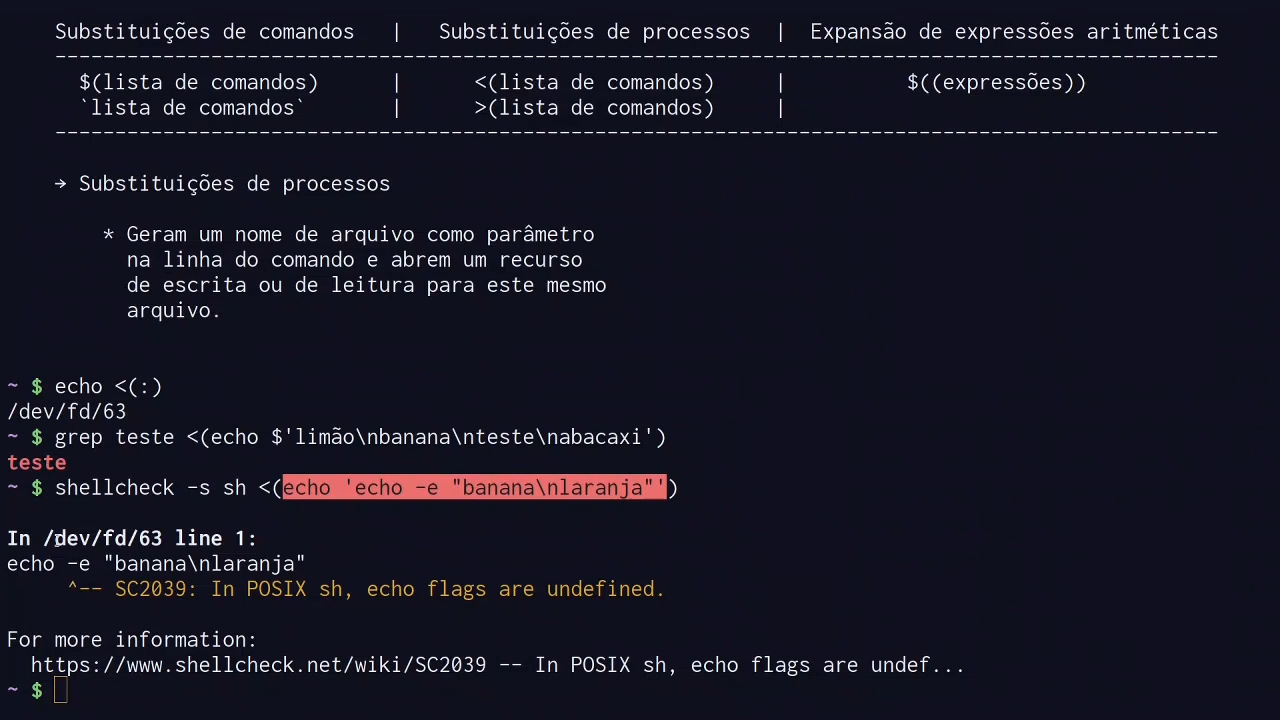 Substituições de comandos | Substituições de processos | Expansão de expressões aritméticas
-------------------------------------------------------------------------------------------------
$(lista de comandos) | <(lista de comandos) | $((expressões))
`lista de comandos` | >(lista de comandos) |
-------------------------------------------------------------------------------------------------
→ Substituições de processos
* Geram um nome de arquivo como parâmetro
na linha do comando e abrem um recurso
de escrita ou de leitura para este mesmo
arquivo.
~ $ echo <(:)
/dev/fd/63
~ $ grep teste <(echo $'limão\nbanana\nteste\nabacaxi')
teste
~ $ shellcheck -s sh <(echo 'echo -e "banana\nlaranja"')
In /dev/fd/63 line 1:
echo -e "banana\nlaranja"
^-- SC2039: In POSIX sh, echo flags are undefined.
For more information:
https://www.shellcheck.net/wiki/SC2039 -- In POSIX sh, echo flags are undef...
~ $